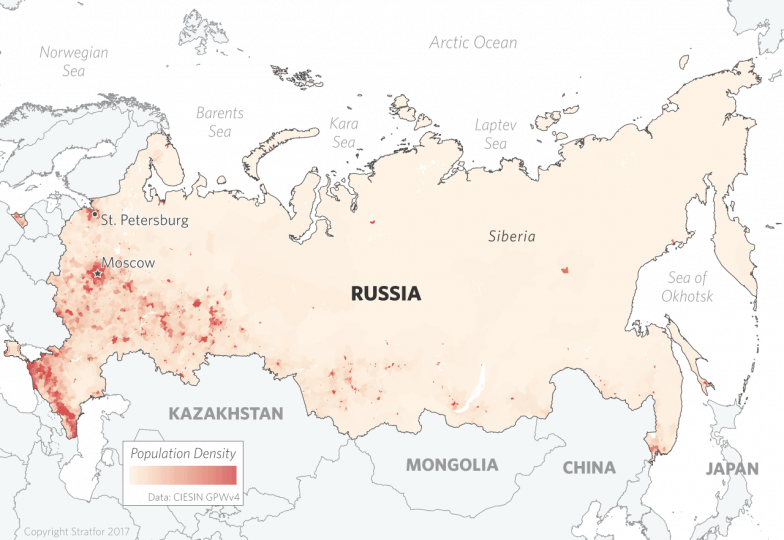 Arctic Ocean
Norwegian
Sea
Barents
Sea
Kara
Sea
Laptev
Sea
St. Petersburg
Siberia
Moscow
Sea of
Okhotsk
RUSSIA
KAZAKHSTAN
MONGOLIA
CHINA
JAPAN
Population Density
Data: CIESIN GPWv4
Copyright Stratfor 2017